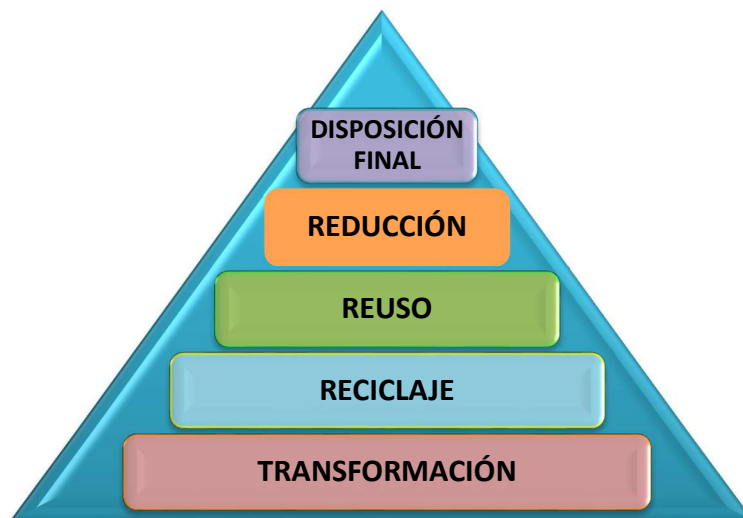 DISPOSICIÓN
FINAL
REDUCCIÓN
REUSO
RECICLAJE
TRANSFORMACIÓN